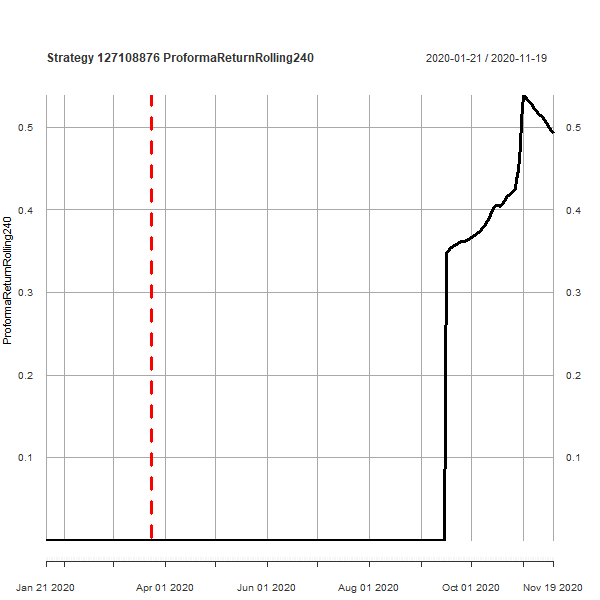 Strategy 127108876 ProformaReturnRolling240
2020-01-21 / 2020-11-19
ProformaReturnRolling240
0.5
0.4
0.3
0.2
0.1
0.5
0.4
0.3
0.2
0.1
Jan 21 2020
Apr 01 2020
Jun 01 2020
Aug 01 2020
Oct 01 2020
Nov 19 2020